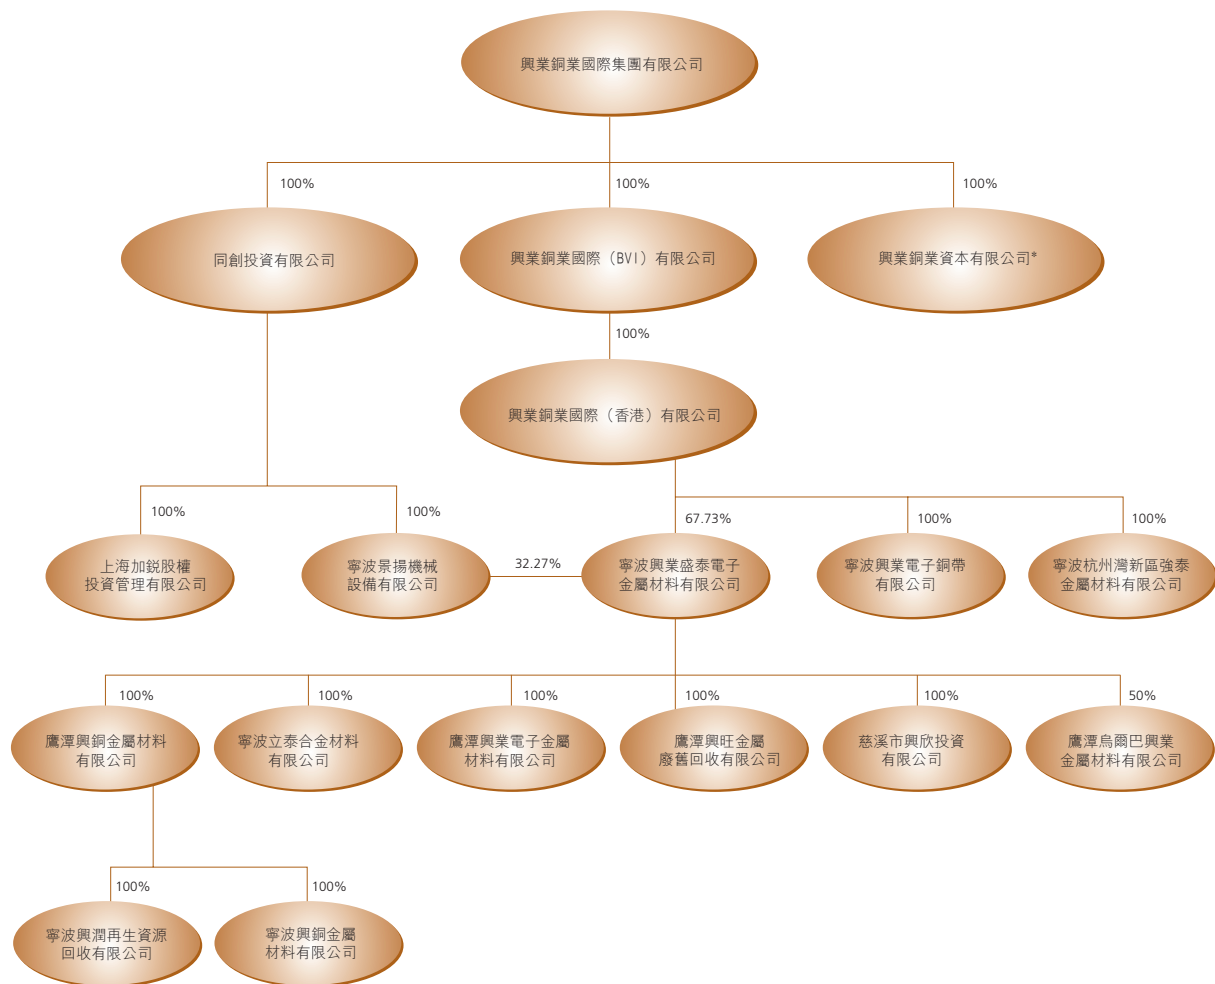 興業銅業國際集團有限公司
100%
100%
100%
同創投資有限公司
興業銅業國際（BVI）有限公司
興業銅業資本有限公司*
100%
興業銅業國際（香港）有限公司
100%
100%
67.73%
100%
100%
上海加銳股權
投資管理有限公司
寧波景揚機械
設備有限公司
32.27%
寧波興業盛泰電子
金屬材料有限公司
寧波興業電子銅帶
有限公司
寧波杭州灣新區強泰
金屬材料有限公司
100%
100%
100%
100%
100%
50%
鷹潭興銅金屬材料
有限公司
寧波立泰合金材料
有限公司
鷹潭興業電子金屬
材料有限公司
鷹潭興旺金屬
廢舊回收有限公司
慈溪市興欣投資
有限公司
鷹潭烏爾巴興業
金屬材料有限公司
100%
100%
寧波興潤再生資源
回收有限公司
寧波興銅金屬
材料有限公司